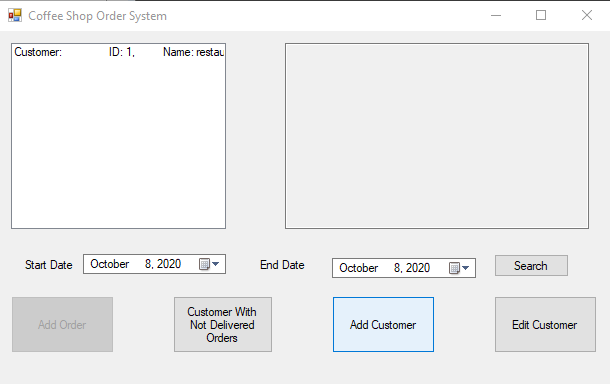 Coffee Shop Order System
Customer: ID: 1, Name: restau
Start Date October 8, 2020 End Date October 8, 2020 Search
Add Order
Customer With
Not Delivered
Orders
Add Customer
Edit Customer